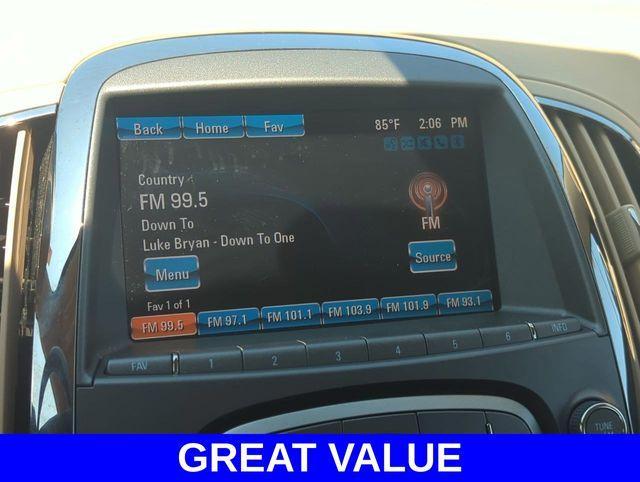 Back Home Fav 85°F 2:06 PM
Country
FM 99.5
Down To
Luke Bryan - Down To One
FM
Menu
Source
Fav 1 of 1
FM 99.5 FM 97.1 FM 101.1 FM 103.9 FM 101.9 FM 93.1
FAV 1 2 3 4 5 6 INFO
TUNE
GREAT VALUE